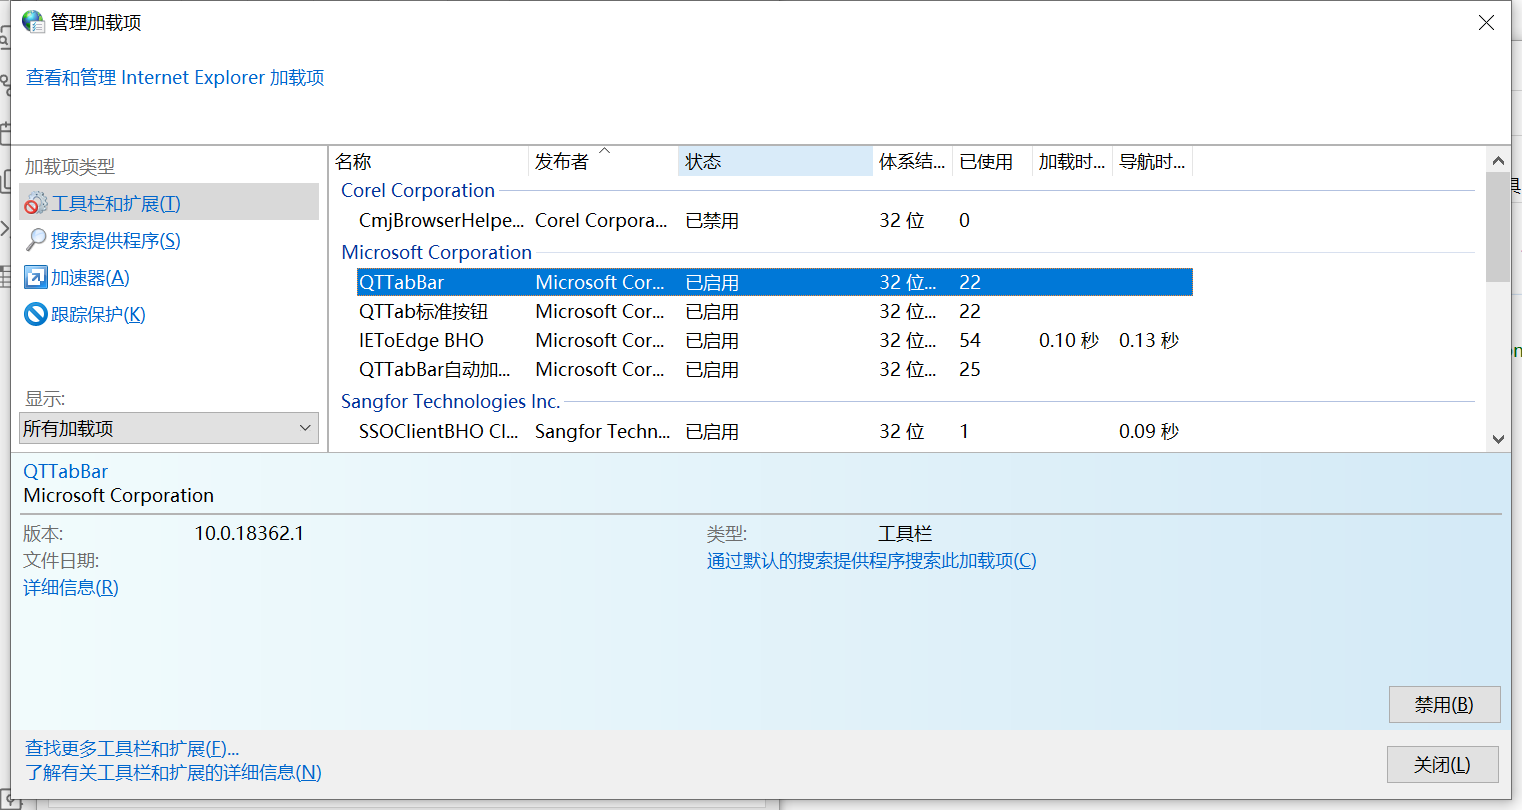 管理加载项
查看和管理 Internet Explorer 加载项
加载项类型
工具栏和扩展(T)
搜索提供程序(S)
加速器(A)
跟踪保护(K)
显示:
所有加载项
名称 发布者 状态 体系结... 已使用 加载时... 导航时...
Corel Corporation
CmjBrowserHelpe... Corel Corpora... 已禁用 32 位 0
Microsoft Corporation
QTTabBar Microsoft Cor... 已启用 32 位... 22
QTTab标准按钮 Microsoft Cor... 已启用 32 位... 22
IEToEdge BHO Microsoft Cor... 已启用 32 位... 54 0.10 秒 0.13 秒
QTTabBar自动加... Microsoft Cor... 已启用 32 位... 25
Sangfor Technologies Inc.
SSOClientBHO Cl... Sangfor Techn... 已启用 32 位 1 0.09 秒
QTTabBar
Microsoft Corporation
版本: 10.0.18362.1 类型: 工具栏
文件日期: 通过默认的搜索提供程序搜索此加载项(C)
详细信息(R)
禁用(B)
查找更多工具栏和扩展(F)...
了解有关工具栏和扩展的详细信息(N)
关闭(L)